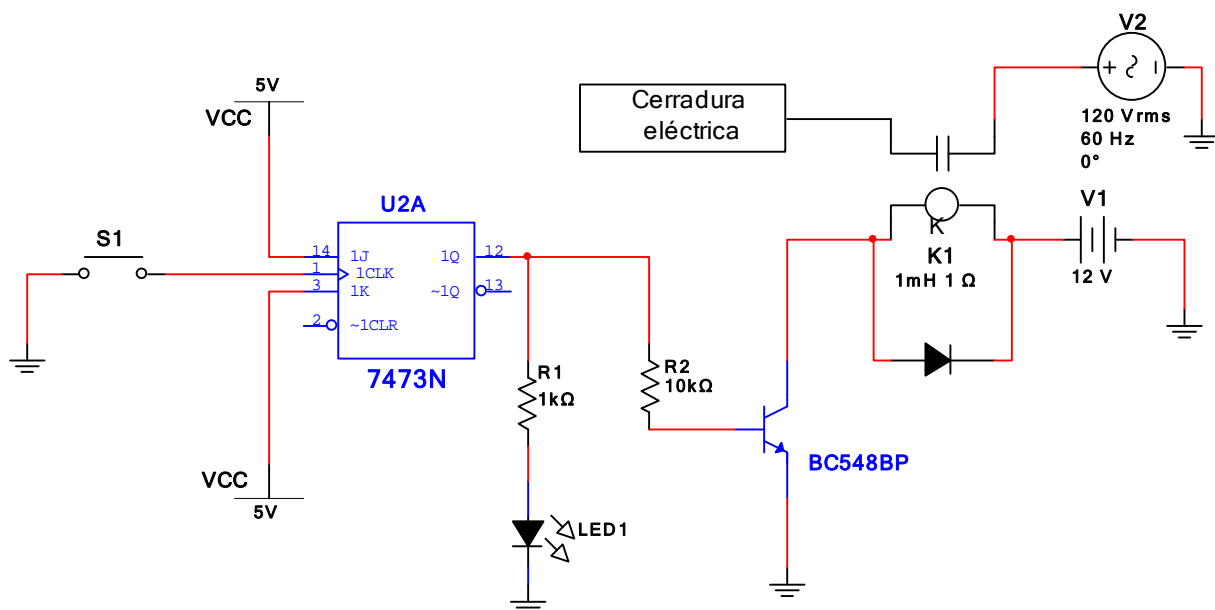 V2
120 Vrms
60 Hz
0°
Cerradura
eléctrica
5V
VCC
U2A
S1
14
1J
1
1CLK
3
1K
2
~1CLR
1Q
12
~1Q
13
7473N
K
K1
1mH 1 Ω
V1
12 V
R1
1kΩ
R2
10kΩ
BC548BP
VCC
5V
LED1